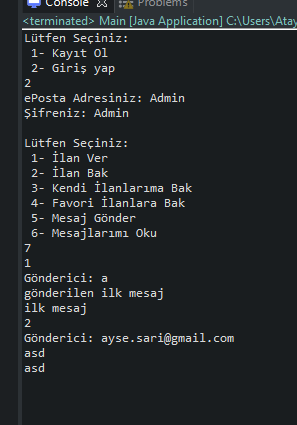 Console Problems
<terminated> Main [Java Application] C:\Users\Atay
Lütfen Seçiniz:
1- Kayıt Ol
2- Giriş yap
2
ePosta Adresiniz: Admin
Şifreniz: Admin
Lütfen Seçiniz:
1- İlan Ver
2- İlan Bak
3- Kendi İlanlarıma Bak
4- Favori İlanlara Bak
5- Mesaj Gönder
6- Mesajlarımı Oku
7
1
Gönderici: a
gönderilen ilk mesaj
ilk mesaj
2
Gönderici: ayse.sari@gmail.com
asd
asd